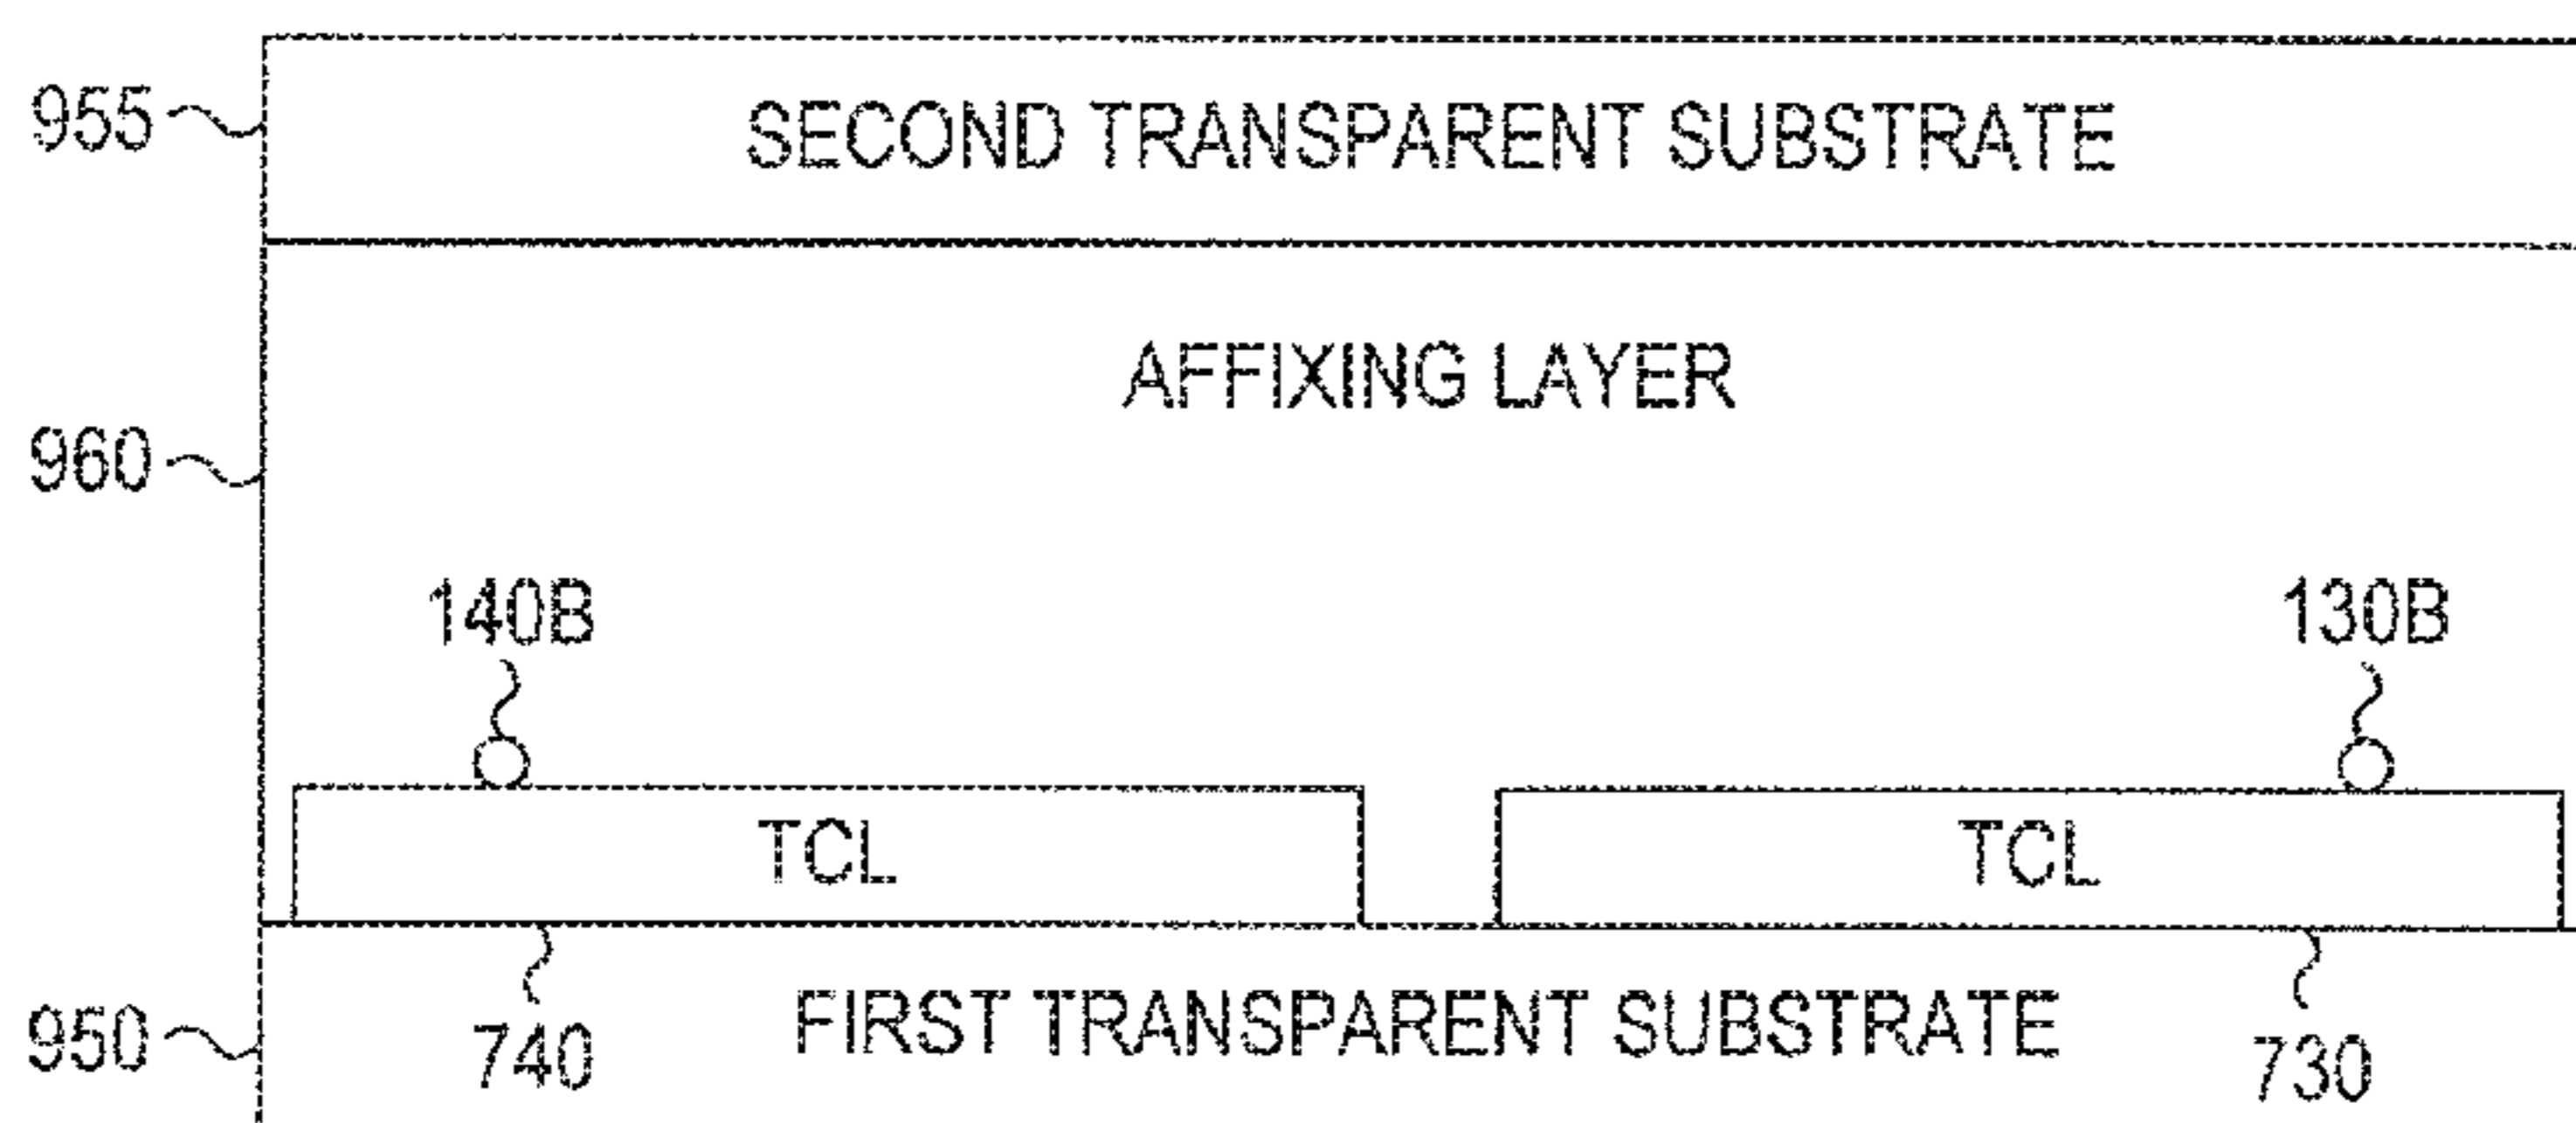 955
SECOND TRANSPARENT SUBSTRATE
AFFIXING LAYER
960
140B
130B
TCL
TCL
950
740
FIRST TRANSPARENT SUBSTRATE
730